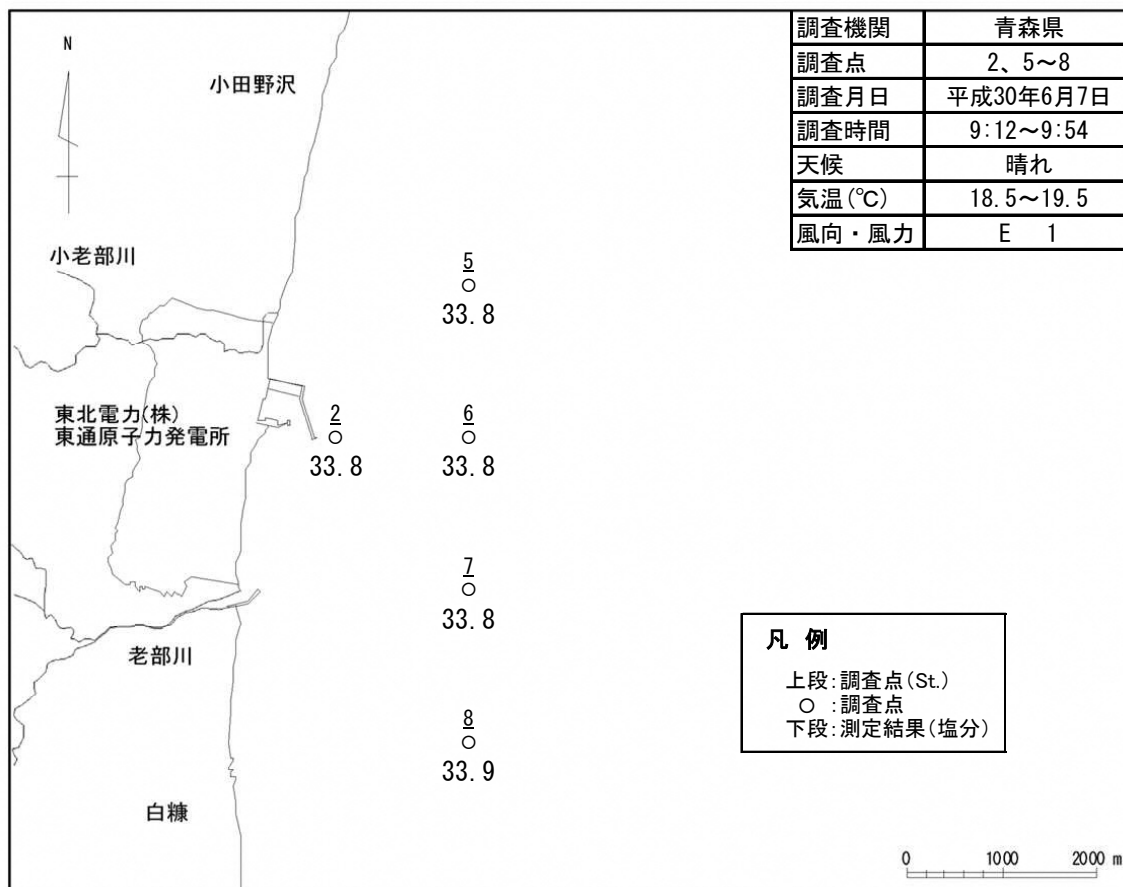 調査機関 青森県
調査点 2、5～8
調査月日 平成30年6月7日
調査時間 9:12～9:54
天候 晴れ
気温(℃) 18.5～19.5
風向・風力 E 1
N
小田野沢
小老部川
5
33.8
東北電力(株)
東通原子力発電所
2
33.8
6
33.8
7
33.8
老部川
8
33.9
白糠
凡 例
上段:調査点(St.)
○ :調査点
下段:測定結果(塩分)
0 1000 2000 m